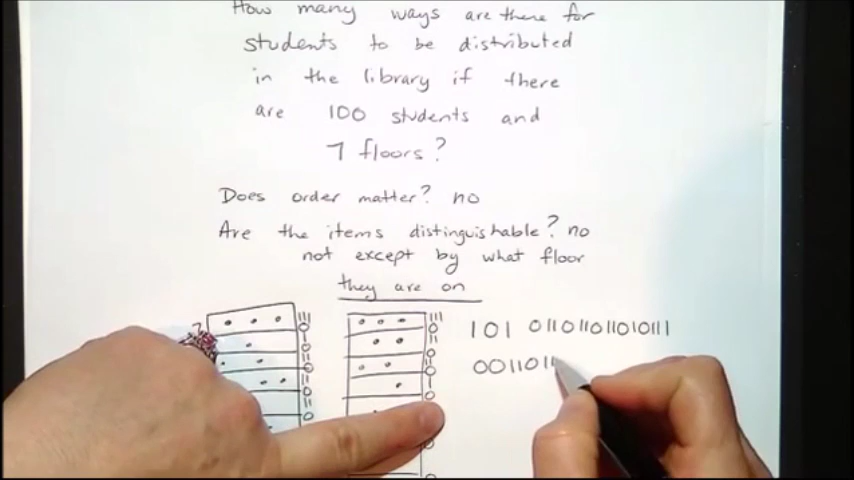 How many ways are there for
students to be distributed
in the library if there
are 100 students and
7 floors?
Does order matter? no
Are the items distinguishable? no
not except by what floor
they are on
101 0110110110101111
0011011